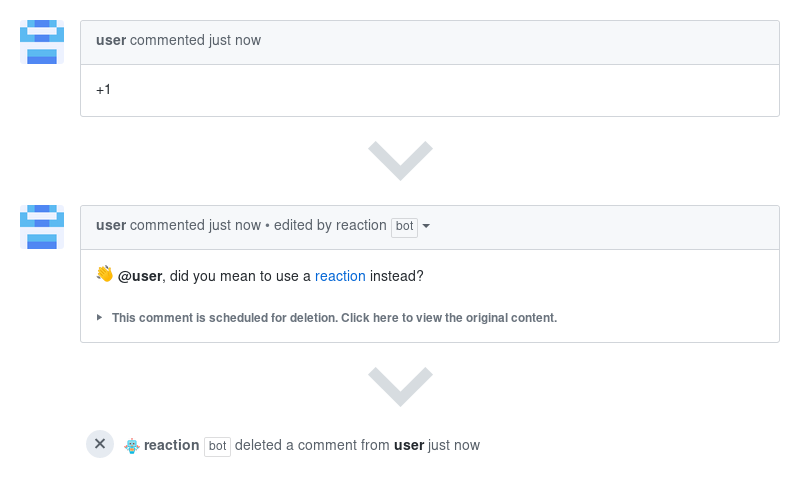 user commented just now
+1
user commented just now • edited by reaction bot
@user, did you mean to use a reaction instead?
This comment is scheduled for deletion. Click here to view the original content.
reaction bot deleted a comment from user just now